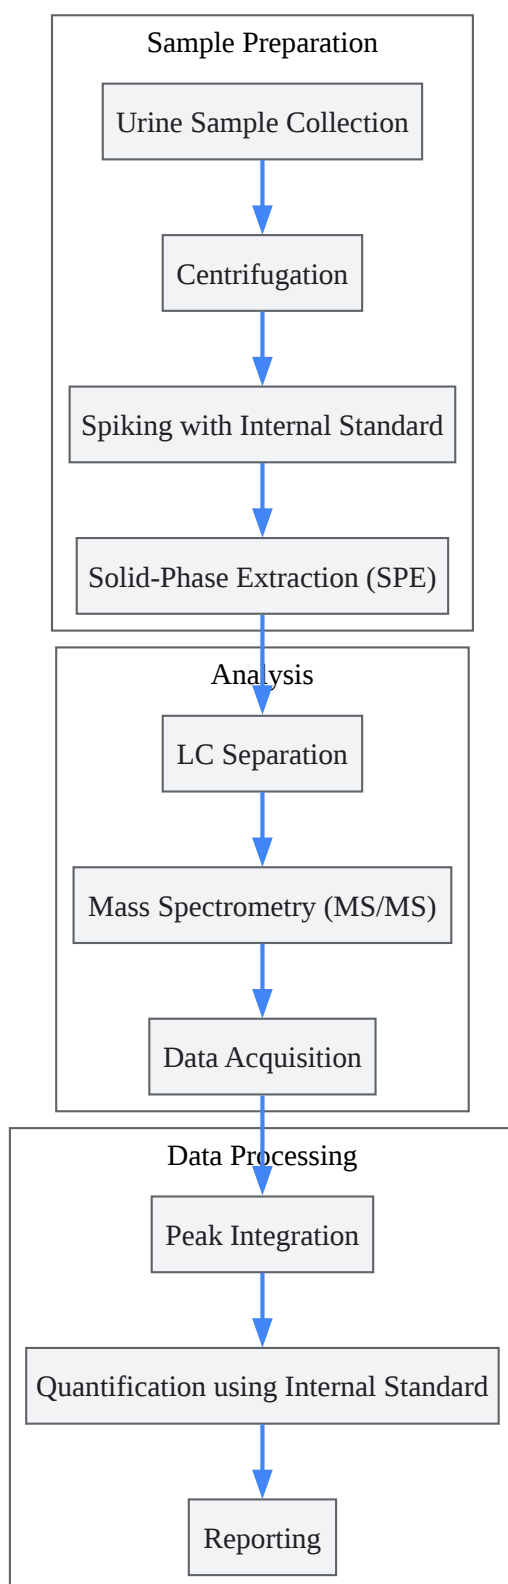 Sample Preparation
Urine Sample Collection
Centrifugation
Spiking with Internal Standard
Solid-Phase Extraction (SPE)
Analysis
LC Separation
Mass Spectrometry (MS/MS)
Data Acquisition
Data Processing
Peak Integration
Quantification using Internal Standard
Reporting